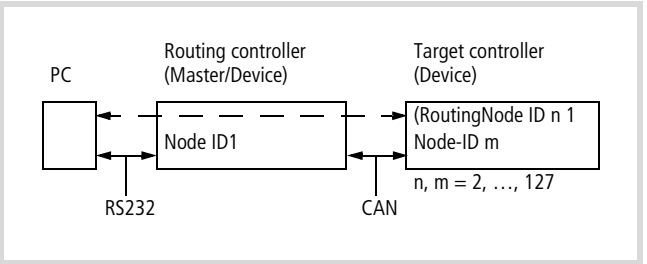 PC
Routing controller
(Master/Device)
Target controller
(Device)
Node ID1
(RoutingNode ID n 1
Node-ID m
n, m = 2, …, 127
RS232
CAN